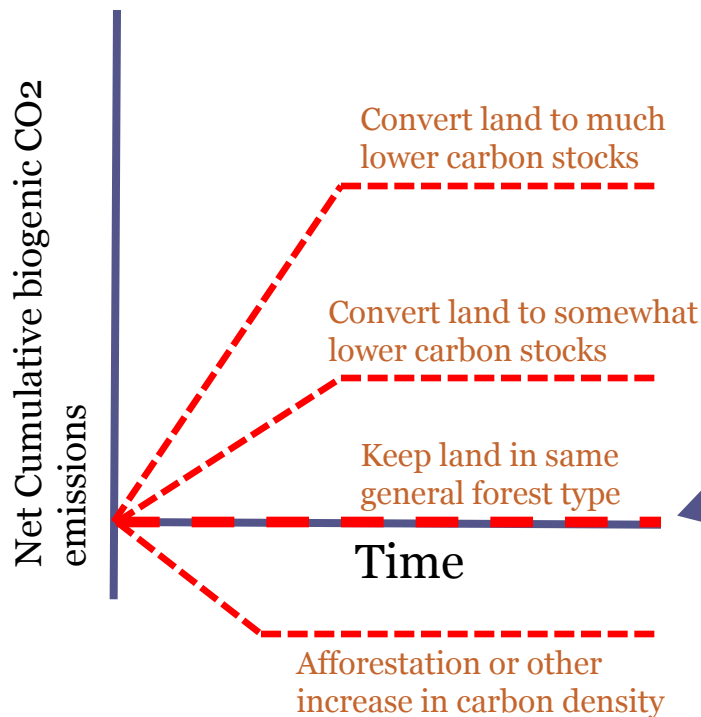 Net Cumulative biogenic CO2
emissions
Convert land to much
lower carbon stocks
Convert land to somewhat
lower carbon stocks
Keep land in same
general forest type
Time
Afforestation or other
increase in carbon density